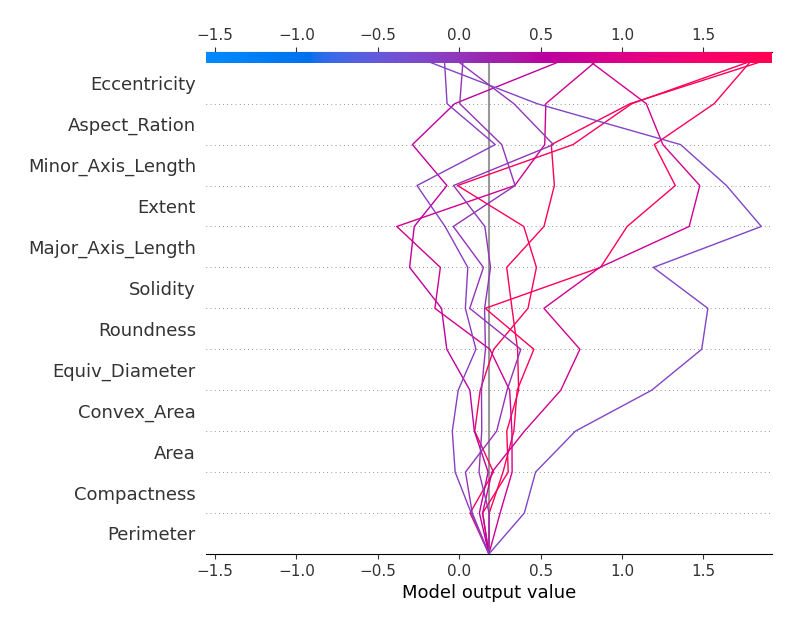 −1.5 −1.0 −0.5 0.0 0.5 1.0 1.5
Eccentricity
Aspect_Ration
Minor_Axis_Length
Extent
Major_Axis_Length
Solidity
Roundness
Equiv_Diameter
Convex_Area
Area
Compactness
Perimeter
−1.5 −1.0 −0.5 0.0 0.5 1.0 1.5
Model output value